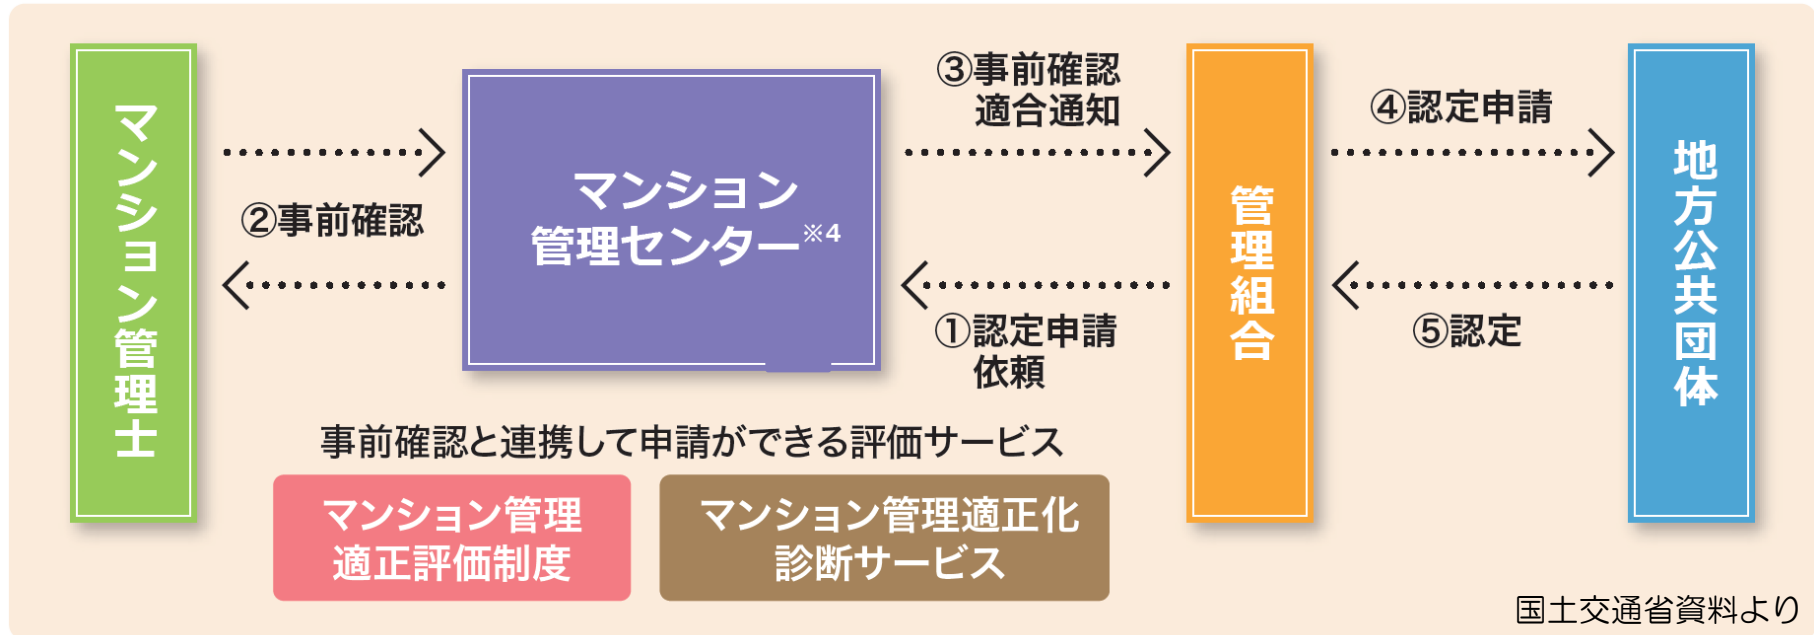 マンション管理士
②事前確認
マンション
管理センター※4
③事前確認
適合通知
①認定申請
依頼
管理組合
④認定申請
⑤認定
地方公共団体
事前確認と連携して申請ができる評価サービス
マンション管理
適正評価制度
マンション管理適正化
診断サービス
国土交通省資料より